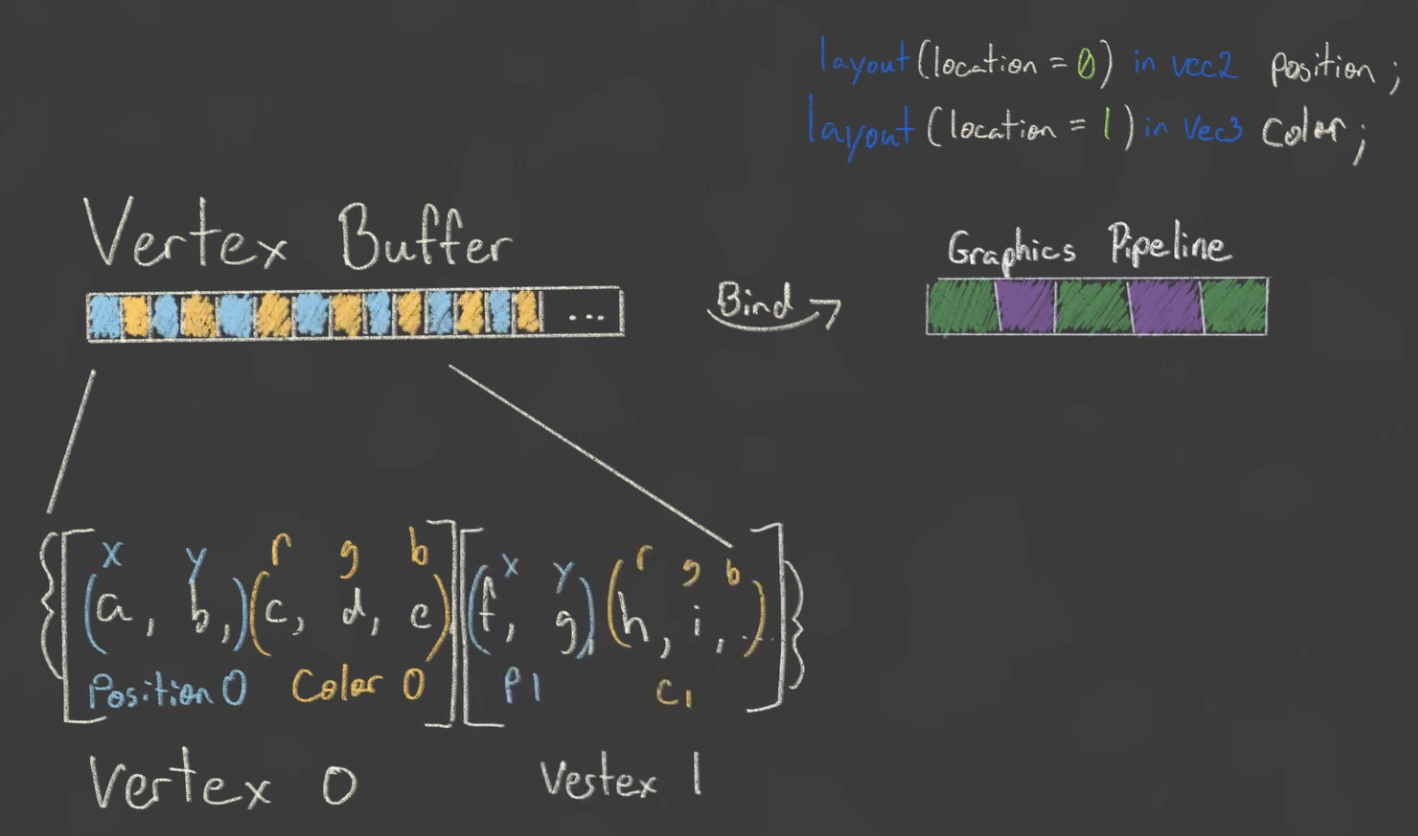 layout (location = 0) in vec2 position;
layout (location = 1) in vec3 color;
Vertex Buffer
Graphics Pipeline
...
Bind
x y r g b x y r g b
(a, b,)(c, d, e) (f, g,) (h, i, ....)
Position 0 Color 0 P1 C1
Vertex 0 Vertex 1